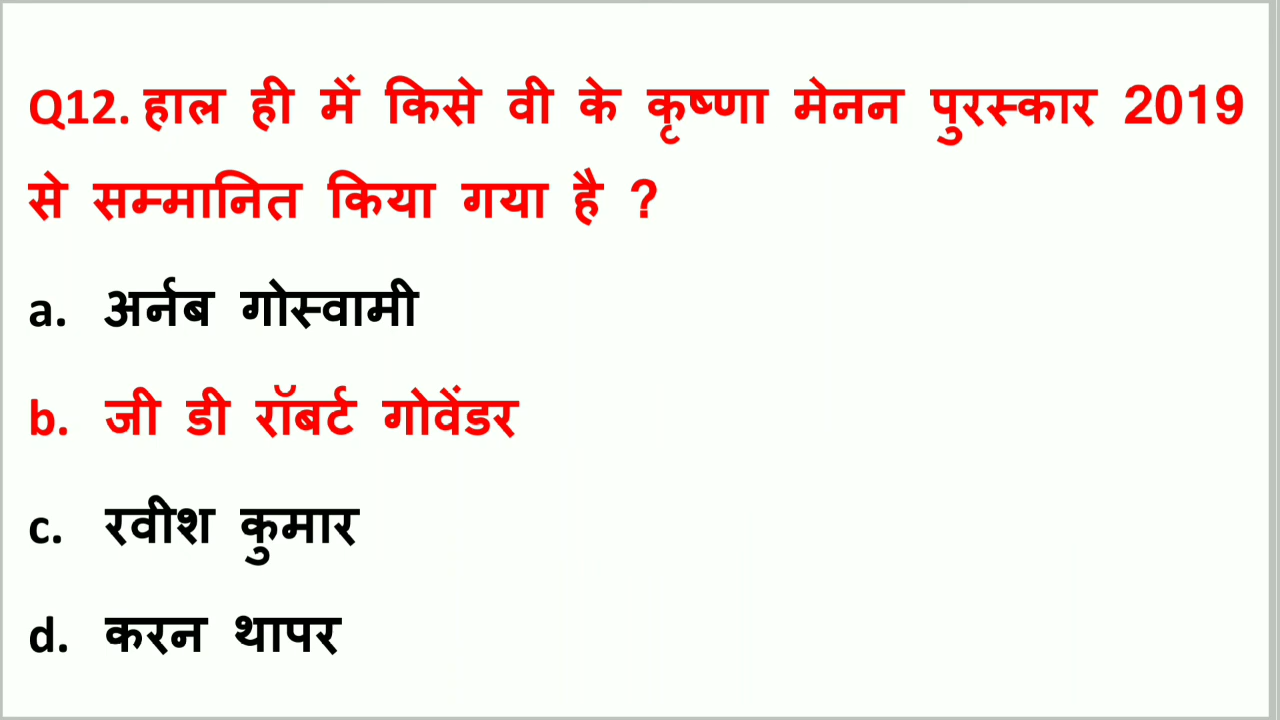 Q12. हाल ही में किसे वी के कृष्णा मेनन पुरस्कार 2019
से सम्मानित किया गया है ?
a. अर्नब गोस्वामी
b. जी डी रॉबर्ट गोवेंडर
c. रवीश कुमार
d. करन थापर